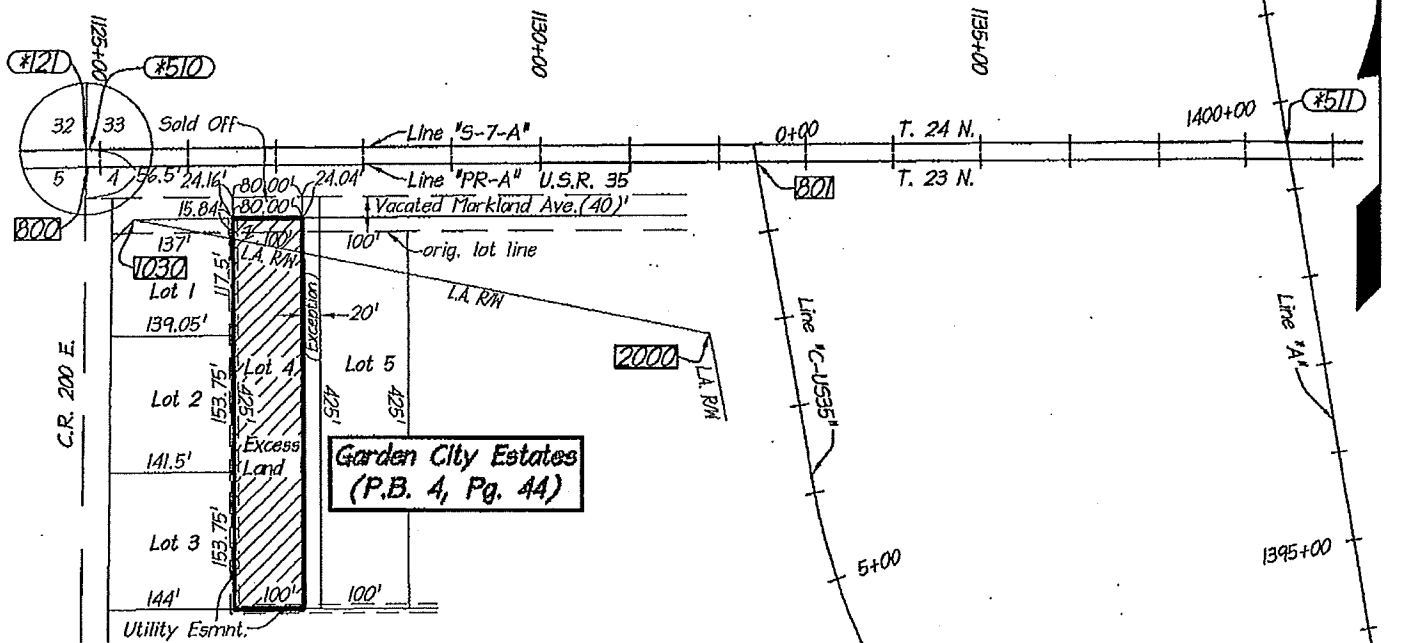 1125+00
1130+00
1135+00
*121
*510
32 33
5 4
Sold Off
Line "S-7-A"
0+00
T. 24 N.
1400+00
*511
56.5'
24.16'
80.00'
24.04'
Line "PR-A"
U.S.R. 35
T. 23 N.
801
800
15.84'
80.00'
Vacated Markland Ave.(40)'
137'
100'
100'
orig. lot line
1030
L.A. R/W
L.A. R/W
Lot 1
117.5'
Exception
20'
139.05'
2000
L.A. R/W
Line "C-US35"
Line "A"
C.R. 200 E.
Lot 2
153.75'
425'
Lot 4
425'
Lot 5
425'
Excess
Land
141.5'
Garden City Estates
(P.B. 4, Pg. 44)
Lot 3
153.75'
5+00
1395+00
144'
100'
100'
Utility Esmnt.